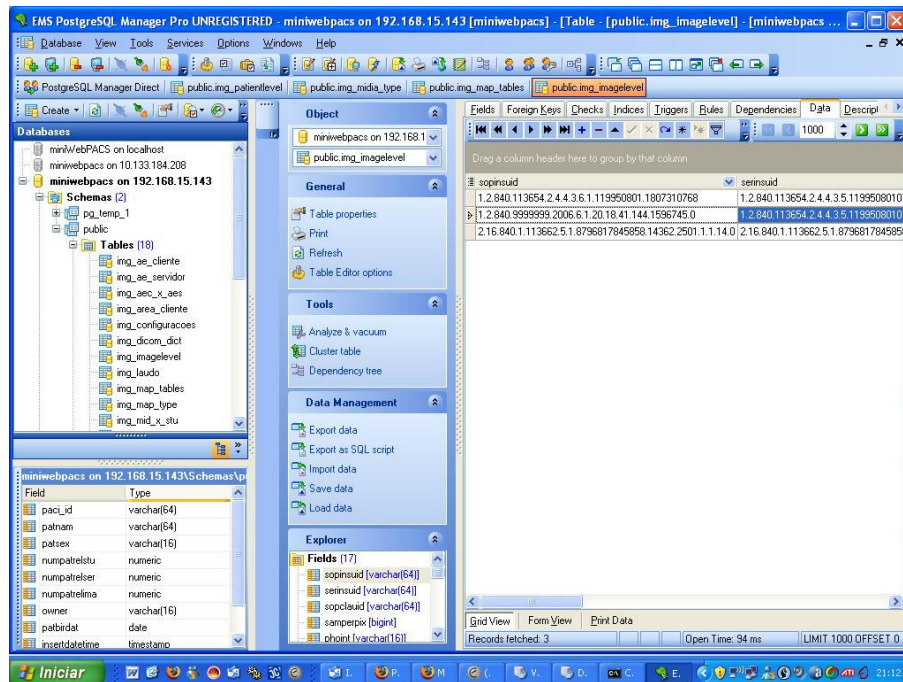 EMS PostgreSQL Manager Pro UNREGISTERED - miniwebpacs on 192.168.15.143 [miniwebpacs] - [Table - [public.img_imagelevel] - [miniwebpacs ...
Database View Tools Services Options Windows Help
PostgreSQL Manager Direct public.img_patientlevel public.img_midia_type public.img_map_tables public.img_imagelevel
Create
Databases
miniWebPACS on localhost
miniwebpacs on 10.133.184.208
miniwebpacs on 192.168.15.143
Schemas (2)
pg_temp_1
public
Tables (18)
img_ae_cliente
img_ae_servidor
img_aec_x_aes
img_area_cliente
img_configuracoes
img_dicom_dict
img_imagelevel
img_laudo
img_map_tables
img_map_type
img_mid_x_stu
miniwebpacs on 192.168.15.143\Schemas\p
Field Type
paci_id varchar(64)
patnam varchar(64)
patsex varchar(16)
numpatrelstu numeric
numpatrelser numeric
numpatrelima numeric
owner varchar(16)
patbirdat date
insertdatetime timestamp
Object
miniwebpacs on 192.168.1
public.img_imagelevel
General
Table properties
Print
Refresh
Table Editor options
Tools
Analyze & vacuum
Cluster table
Dependency tree
Data Management
Export data
Export as SQL script
Import data
Save data
Load data
Explorer
Fields (17)
sopinsuid [varchar(64)]
serinsuid [varchar(64)]
sopclauid [varchar(64)]
samperpix [bigint]
phoint [varchar(16)]
Fields Foreign Keys Checks Indices Triggers Rules Dependencies Data Descript
1000
Drag a column header here to group by that column
sopinsuid serinsuid
1.2.840.113654.2.4.4.3.6.1.119950801.1807310768 1.2.840.113654.2.4.4.3.5.1199508010
1.2.840.9999999.2006.6.1.20.18.41.144.1596745.0 1.2.840.113654.2.4.4.3.5.1199508010
2.16.840.1.113662.5.1.8796817845858.14362.2501.1.1.14.0 2.16.840.1.113662.5.1.879681784585
Grid View Form View Print Data
Records fetched: 3 Open Time: 94 ms LIMIT 1000 OFFSET 0
Iniciar I. P. M (. V. D. C. E. 21:12